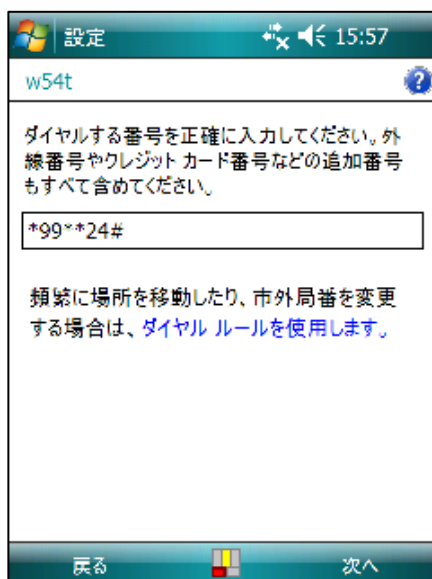 設定 15:57
w54t
ダイヤルする番号を正確に入力してください。外
線番号やクレジット カード番号などの追加番号
もすべて含めてください。
*99**24#
頻繁に場所を移動したり、市外局番を変更
する場合は、ダイヤル ルールを使用します。
戻る 次へ